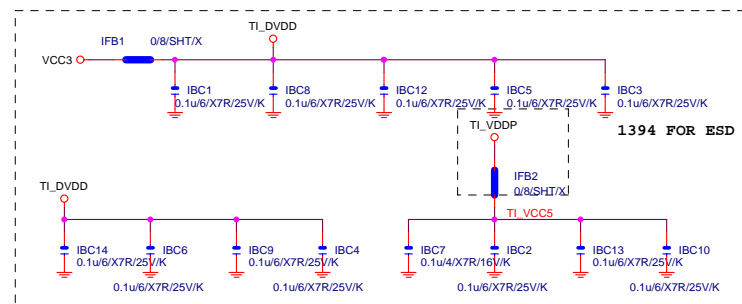 TI_DVDD
IFB1 0/8/SHT/X
VCC3
IBC1 IBC8 IBC12 IBC5 IBC3
0.1u/6/X7R/25V/K 0.1u/6/X7R/25V/K 0.1u/6/X7R/25V/K 0.1u/6/X7R/25V/K 0.1u/6/X7R/25V/K
TI_VDDP
1394 FOR ESD
IFB2
0/8/SHT/X
TI_DVDD
TI_VCC5
IBC14 IBC6 IBC9 IBC4 IBC7 IBC2 IBC13 IBC10
0.1u/6/X7R/25V/K 0.1u/6/X7R/25V/K 0.1u/4/X7R/16V/K 0.1u/6/X7R/25V/K
0.1u/6/X7R/25V/K 0.1u/6/X7R/25V/K 0.1u/6/X7R/25V/K 0.1u/6/X7R/25V/K